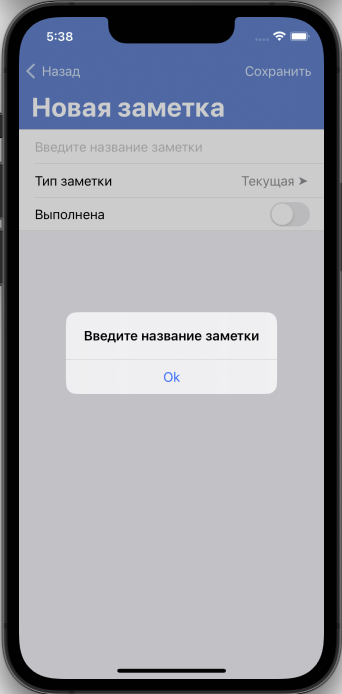 5:38
Назад
Сохранить
Новая заметка
Введите название заметки
Тип заметки
Текущая ➤
Выполнена
Введите название заметки
Ok